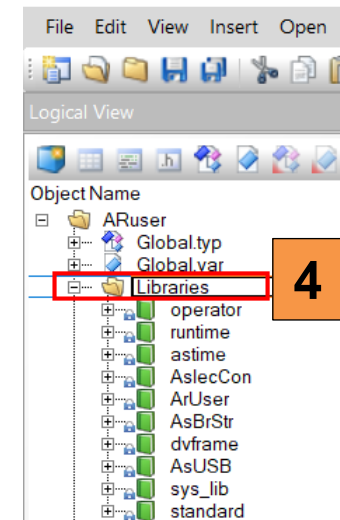 File Edit View Insert Open
Logical View
.h
Object Name
ARuser
Global.typ
Global.var
Libraries
4
operator
runtime
astime
AsIecCon
ArUser
AsBrStr
dvframe
AsUSB
sys_lib
standard